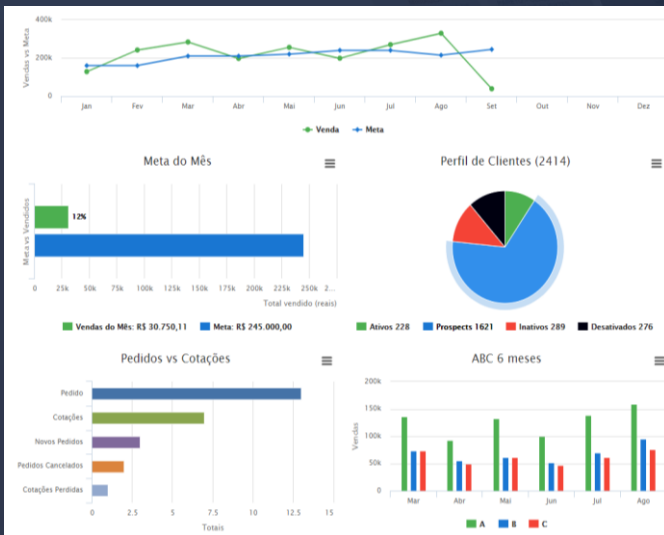 400k
200k
0
Vendas vs Meta
Jan Fev Mar Abr Mai Jun Jul Ago Set Out Nov Dez
Venda Meta
Meta do Mês
Meta vs Vendidos
12%
0 25k 50k 75k 100k 125k 150k 175k 200k 225k 250k 2...
Total vendido (reais)
Vendas do Mês: R$ 30.750,11 Meta: R$ 245.000,00
Perfil de Clientes (2414)
Ativos 228 Prospects 1621 Inativos 289 Desativados 276
Pedidos vs Cotações
Pedido
Cotações
Novos Pedidos
Pedidos Cancelados
Cotações Perdidas
0 2.5 5 7.5 10 12.5 15
Totais
ABC 6 meses
200k
150k
100k
50k
0
Vendas
Mar Abr Mai Jun Jul Ago
A B C